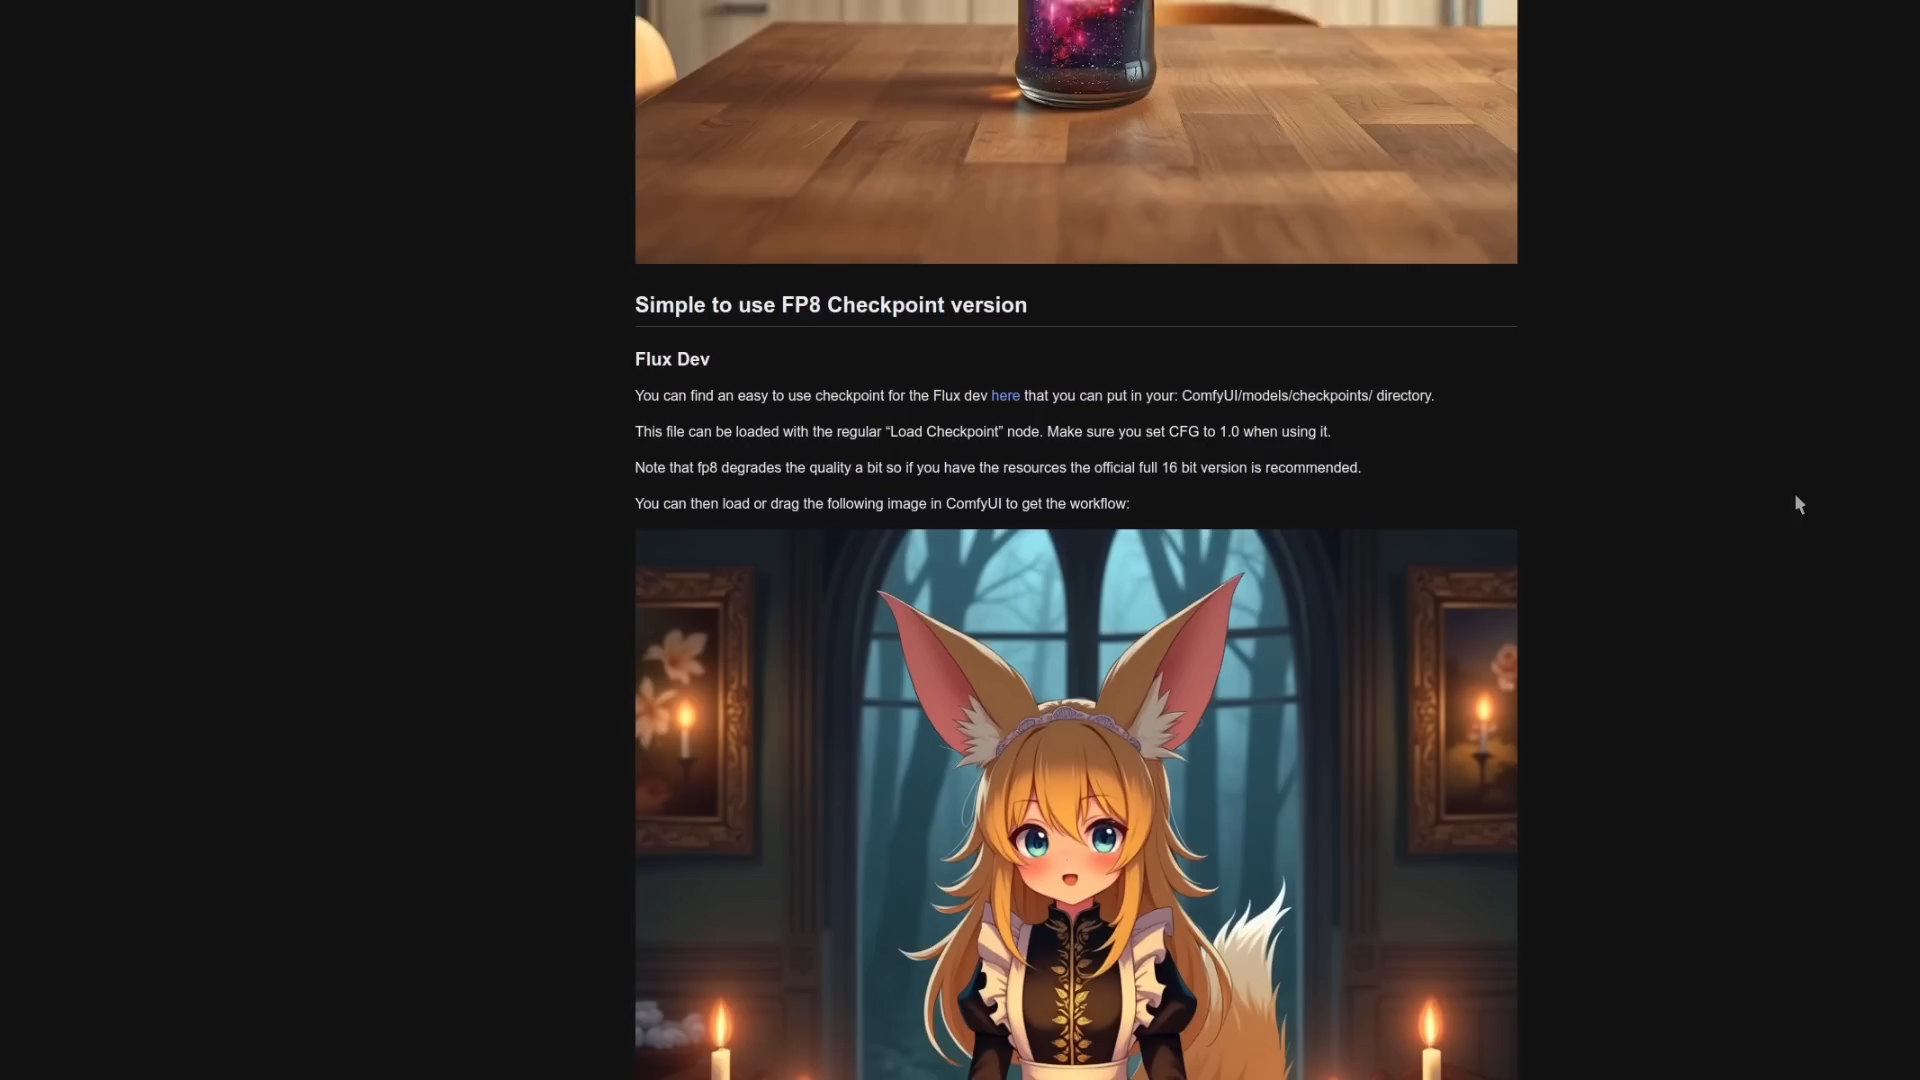 Simple to use FP8 Checkpoint version
Flux Dev
You can find an easy to use checkpoint for the Flux dev here that you can put in your: ComfyUI/models/checkpoints/ directory.
This file can be loaded with the regular “Load Checkpoint” node. Make sure you set CFG to 1.0 when using it.
Note that fp8 degrades the quality a bit so if you have the resources the official full 16 bit version is recommended.
You can then load or drag the following image in ComfyUI to get the workflow: